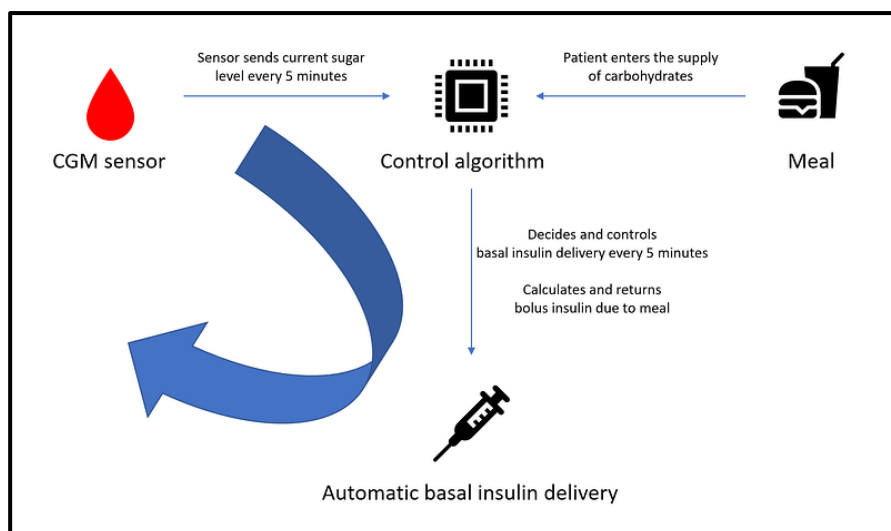 Sensor sends current sugar
level every 5 minutes
Patient enters the supply
of carbohydrates
CGM sensor
Control algorithm
Meal
Decides and controls
basal insulin delivery every 5 minutes
Calculates and returns
bolus insulin due to meal
Automatic basal insulin delivery